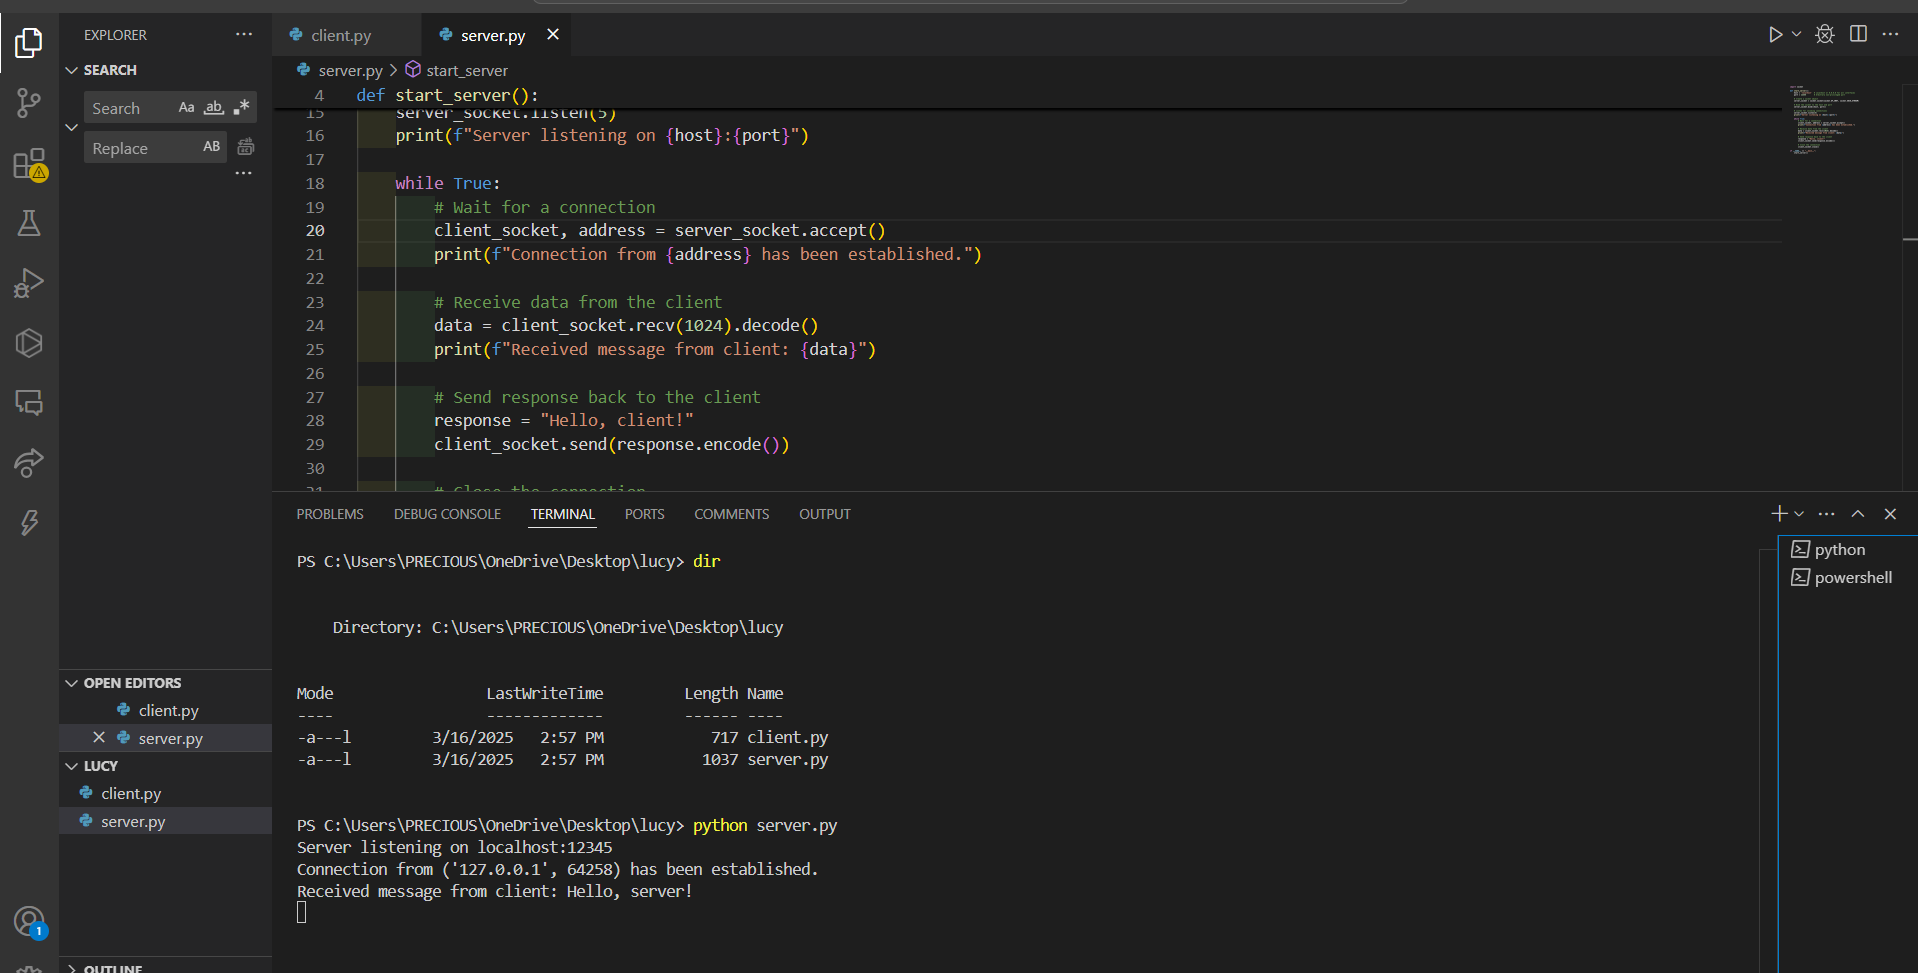 EXPLORER
SEARCH
Search Aa ab, .*
Replace AB
OPEN EDITORS
client.py
server.py
LUCY
client.py
server.py
OUTLINE
1
client.py server.py
server.py > start_server
4 def start_server():
15 server_socket.listen(5)
16 print(f"Server listening on {host}:{port}")
17
18 while True:
19 # Wait for a connection
20 client_socket, address = server_socket.accept()
21 print(f"Connection from {address} has been established.")
22
23 # Receive data from the client
24 data = client_socket.recv(1024).decode()
25 print(f"Received message from client: {data}")
26
27 # Send response back to the client
28 response = "Hello, client!"
29 client_socket.send(response.encode())
30
31 # Close the connection
PROBLEMS DEBUG CONSOLE TERMINAL PORTS COMMENTS OUTPUT
PS C:\Users\PRECIOUS\OneDrive\Desktop\lucy> dir
Directory: C:\Users\PRECIOUS\OneDrive\Desktop\lucy
Mode LastWriteTime Length Name
---- ------------- ------ ----
-a---l 3/16/2025 2:57 PM 717 client.py
-a---l 3/16/2025 2:57 PM 1037 server.py
PS C:\Users\PRECIOUS\OneDrive\Desktop\lucy> python server.py
Server listening on localhost:12345
Connection from ('127.0.0.1', 64258) has been established.
Received message from client: Hello, server!
python
powershell